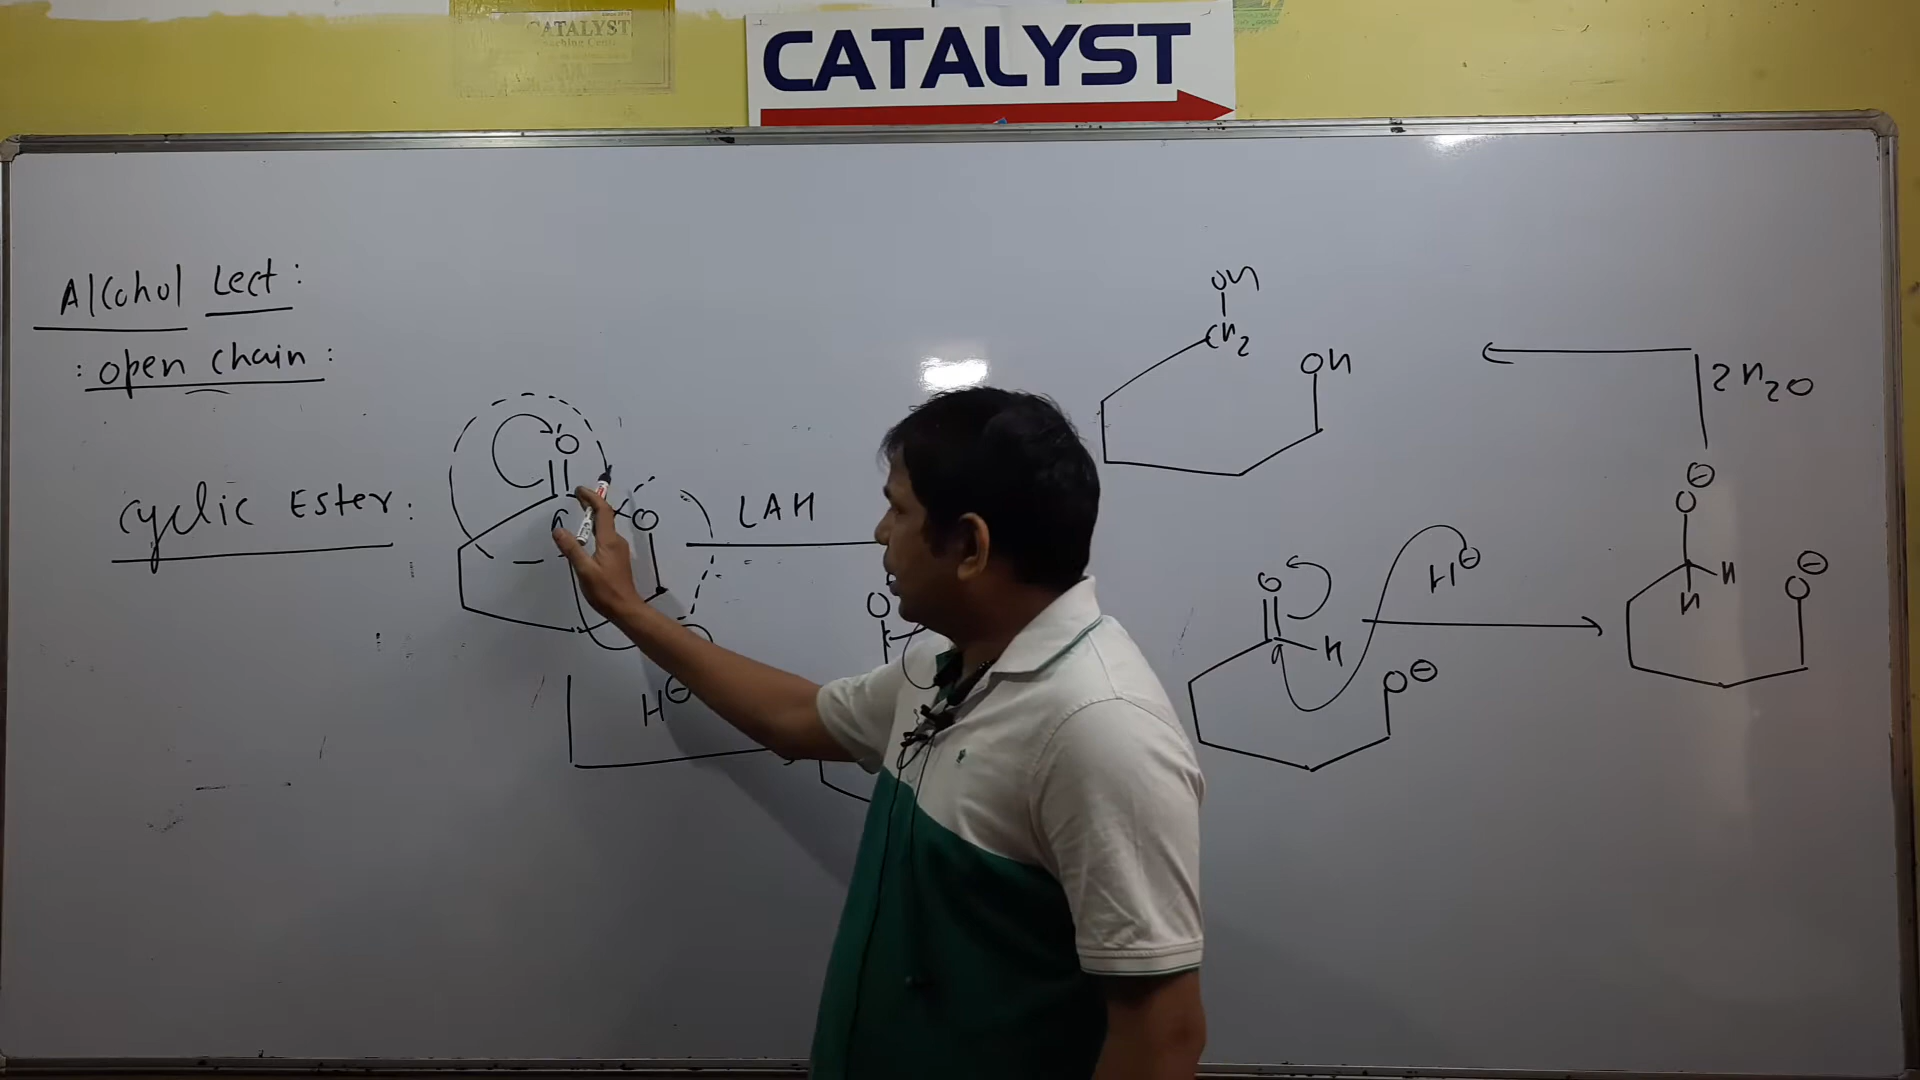 CATALYST
CATALYST
Alcohol Lect:
: open chain :
Cyclic Ester:
O
O
LAH
H⊖
O
OH
CH2
OH
O
H
O⊖
H⊖
2H2O
⊖
O
H
H
O⊖